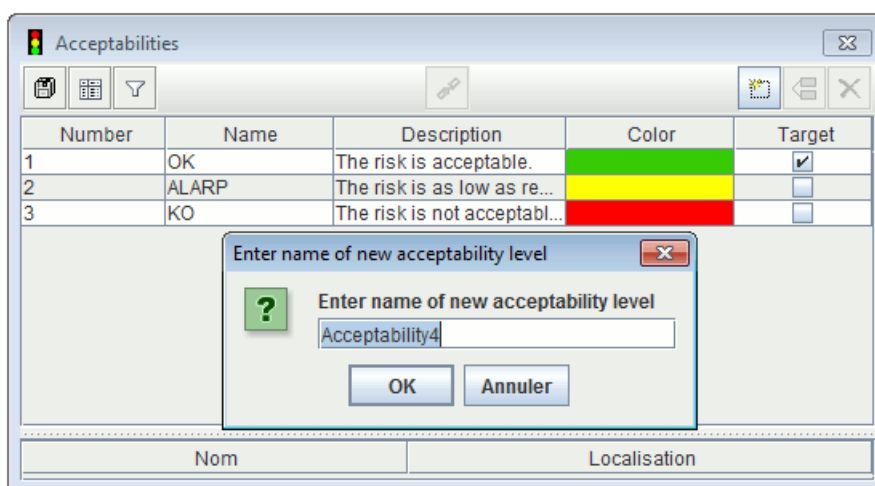 Acceptabilities
Number Name Description Color Target
1 OK The risk is acceptable.
2 ALARP The risk is as low as re...
3 KO The risk is not acceptabl...
Enter name of new acceptability level
Enter name of new acceptability level
Acceptability4
OK Annuler
Nom Localisation